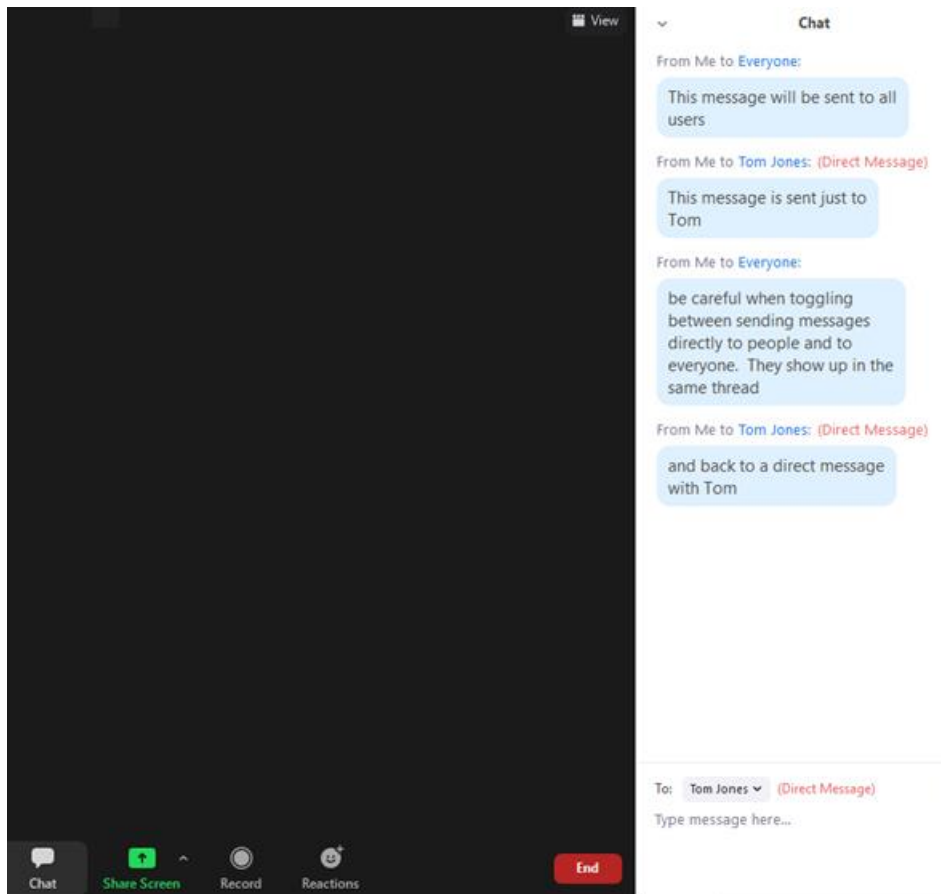 View
Chat
From Me to Everyone:
This message will be sent to all
users
From Me to Tom Jones: (Direct Message)
This message is sent just to
Tom
From Me to Everyone:
be careful when toggling
between sending messages
directly to people and to
everyone.  They show up in the
same thread
From Me to Tom Jones: (Direct Message)
and back to a direct message
with Tom
To: Tom Jones (Direct Message)
Type message here...
Chat
Share Screen
Record
Reactions
End